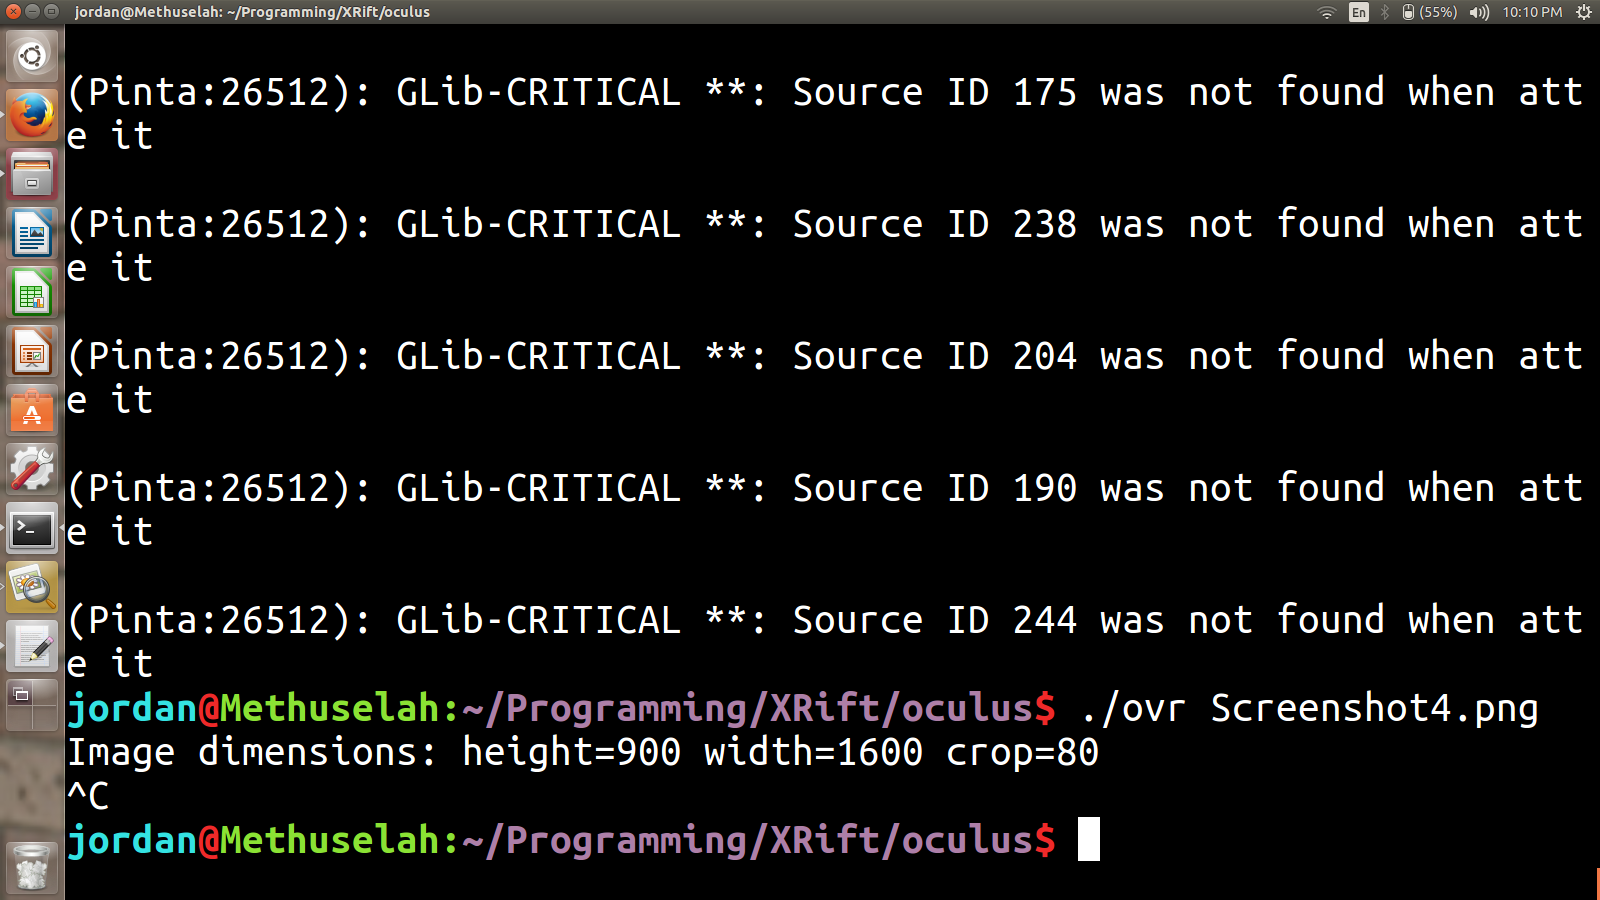 jordan@Methuselah: ~/Programming/XRift/oculus
En (55%) 10:10 PM
(Pinta:26512): GLib-CRITICAL **: Source ID 175 was not found when att
e it
(Pinta:26512): GLib-CRITICAL **: Source ID 238 was not found when att
e it
(Pinta:26512): GLib-CRITICAL **: Source ID 204 was not found when att
e it
(Pinta:26512): GLib-CRITICAL **: Source ID 190 was not found when att
e it
(Pinta:26512): GLib-CRITICAL **: Source ID 244 was not found when att
e it
jordan@Methuselah:~/Programming/XRift/oculus$ ./ovr Screenshot4.png
Image dimensions: height=900 width=1600 crop=80
^C
jordan@Methuselah:~/Programming/XRift/oculus$